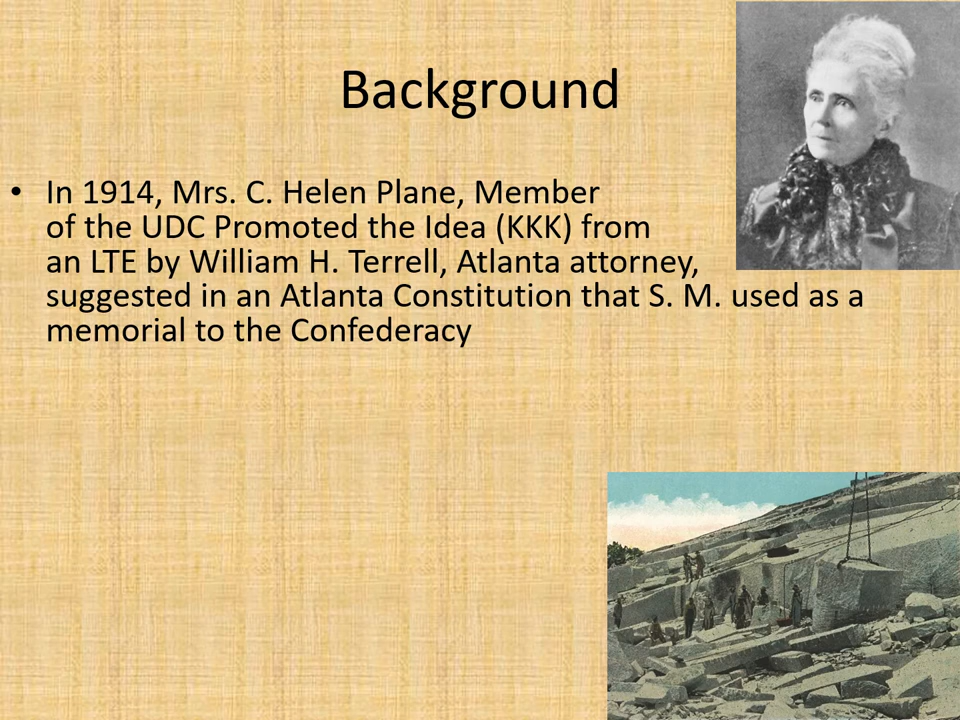 Background
• In 1914, Mrs. C. Helen Plane, Member
of the UDC Promoted the Idea (KKK) from
an LTE by William H. Terrell, Atlanta attorney,
suggested in an Atlanta Constitution that S. M. used as a
memorial to the Confederacy